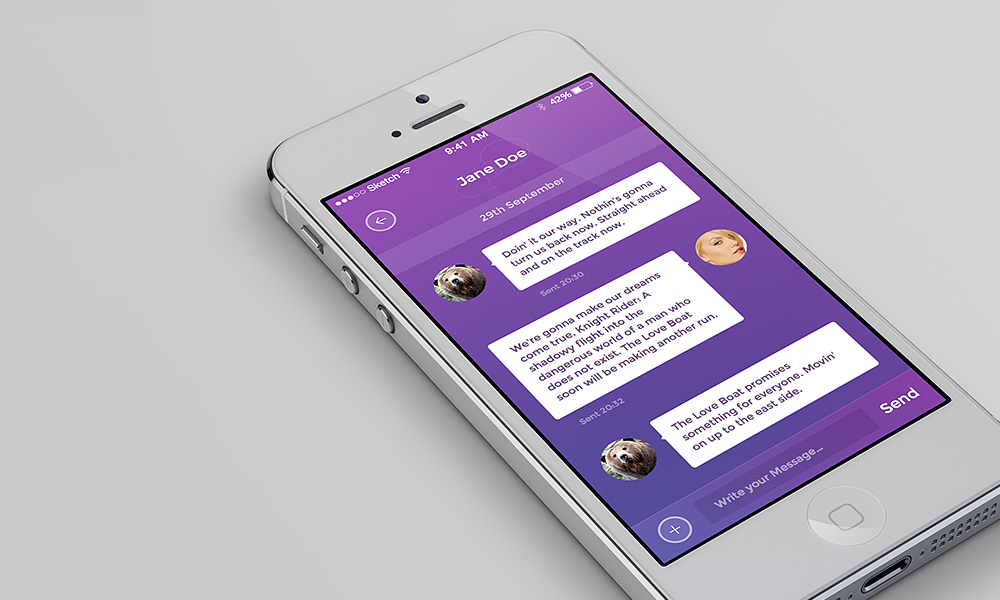 Sketch
9:41 AM
42%
Jane Doe
29th September
Doin' it our way. Nothin's gonna
turn us back now. Straight ahead
and on the track now.
Sent 20:30
We're gonna make our dreams
come true. Knight Rider: A
shadowy flight into the
dangerous world of a man who
does not exist. The Love Boat
soon will be making another run.
Sent 20:32
The Love Boat promises
something for everyone. Movin'
on up to the east side.
Write your Message...
Send